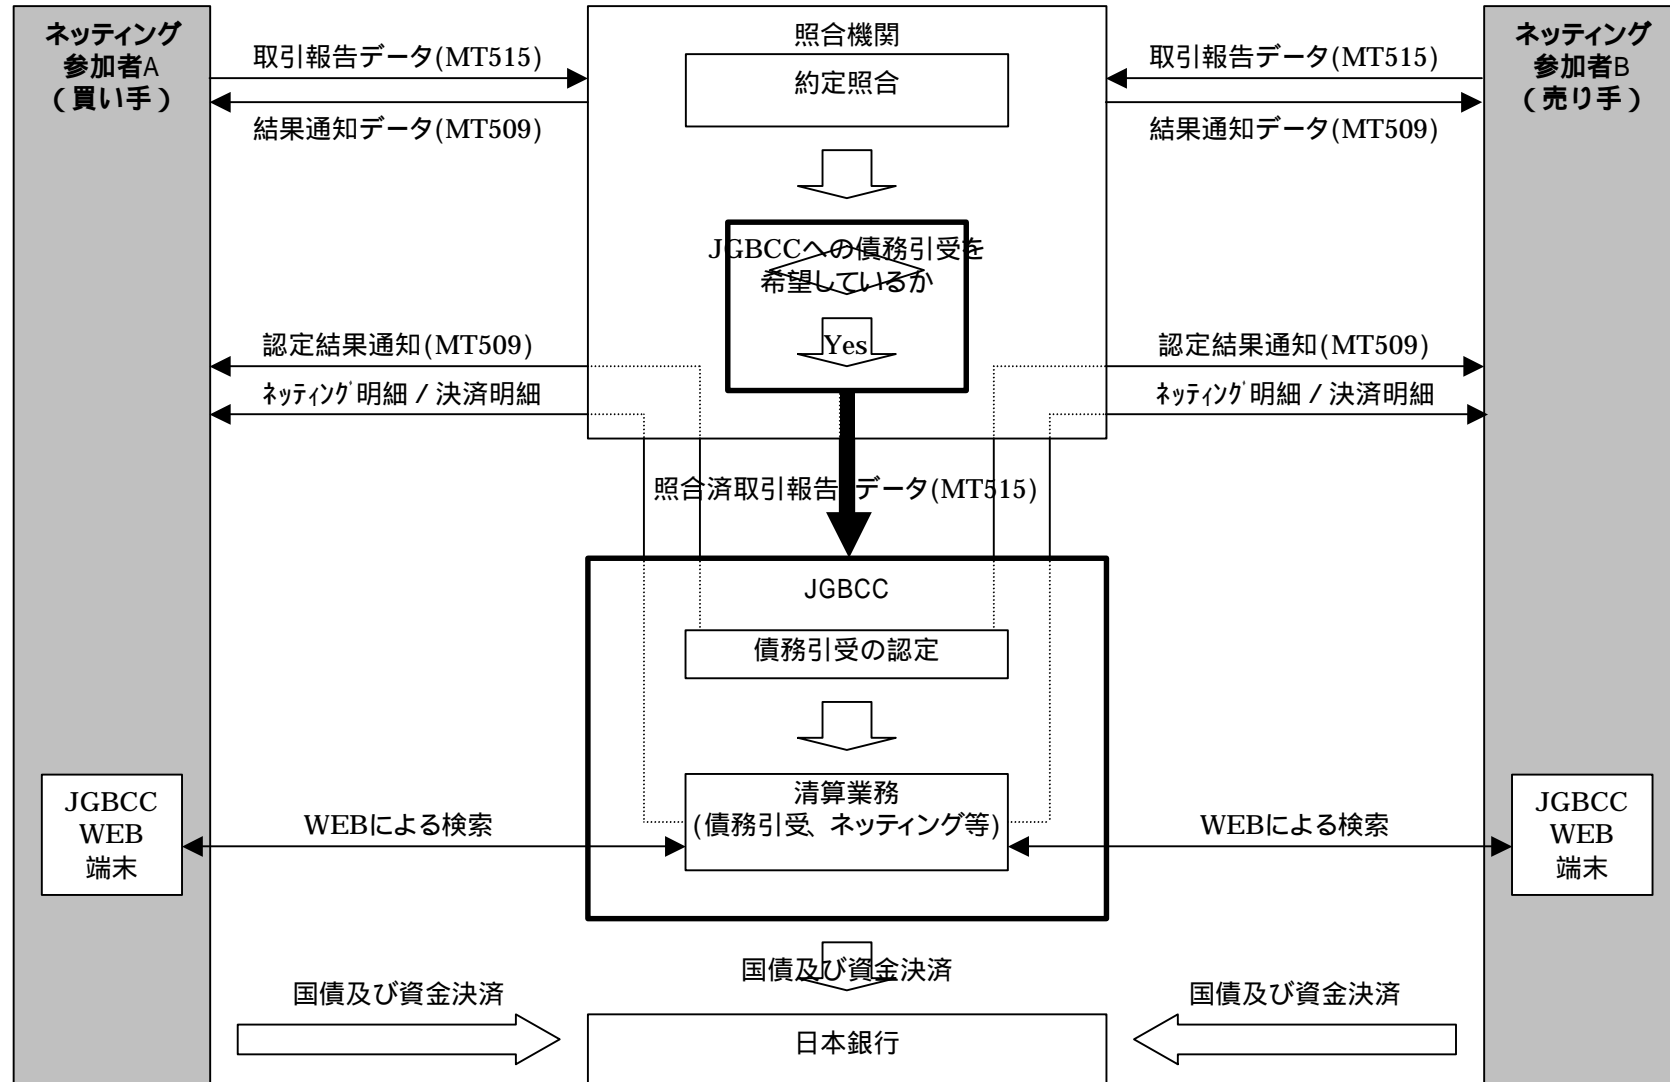 ネッティング
参加者A
(買い手)
取引報告データ(MT515)
結果通知データ(MT509)
照合機関
約定照合
取引報告データ(MT515)
結果通知データ(MT509)
ネッティング
参加者B
(売り手)
JGBCCへの債務引受を
希望しているか
Yes
認定結果通知(MT509)
ネッティング明細/決済明細
認定結果通知(MT509)
ネッティング明細/決済明細
照合済取引報告データ(MT515)
JGBCC
債務引受の認定
清算業務
(債務引受、ネッティング等)
JGBCC
WEB
端末
WEBによる検索
WEBによる検索
JGBCC
WEB
端末
国債及び資金決済
国債及び資金決済
国債及び資金決済
日本銀行